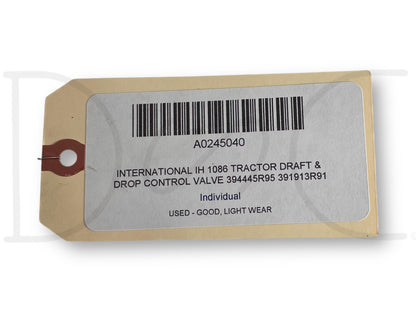 A0245040
INTERNATIONAL IH 1086 TRACTOR DRAFT &
DROP CONTROL VALVE 394445R95 391913R91
Individual
USED - GOOD, LIGHT WEAR